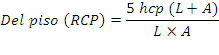 Del piso (RCP) = 5 hcp (L + A) / L × A